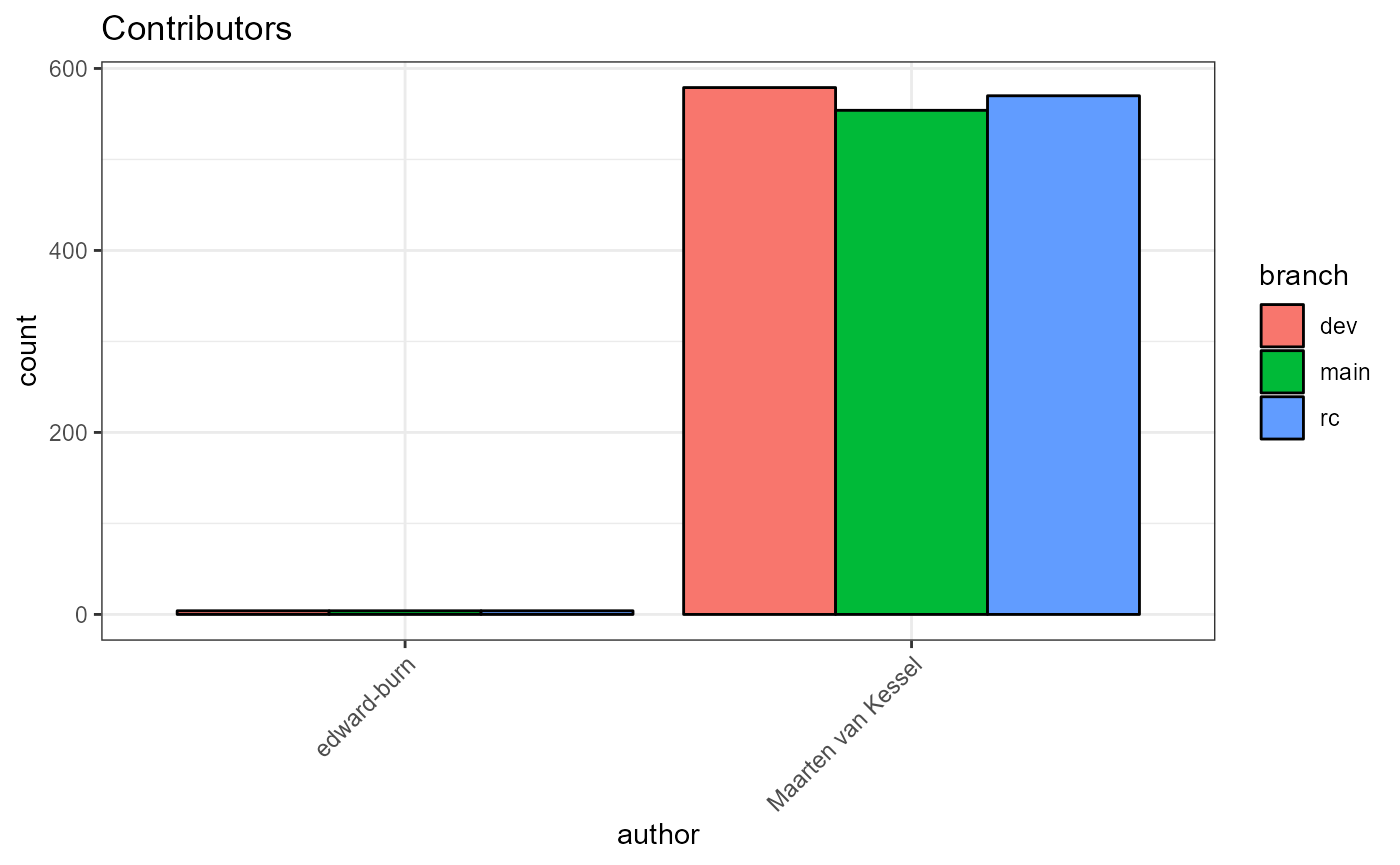 Contributors
600
400
200
0
count
edward-burn
Maarten van Kessel
author
branch
dev
main
rc